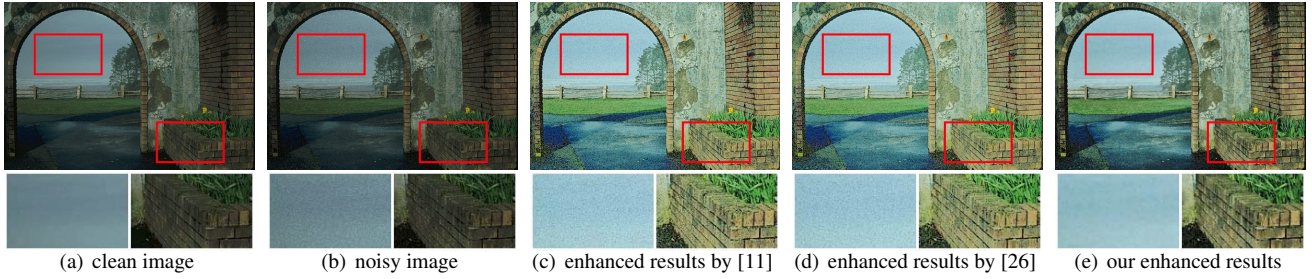 (a) clean image
(b) noisy image
(c) enhanced results by [11]
(d) enhanced results by [26]
(e) our enhanced results